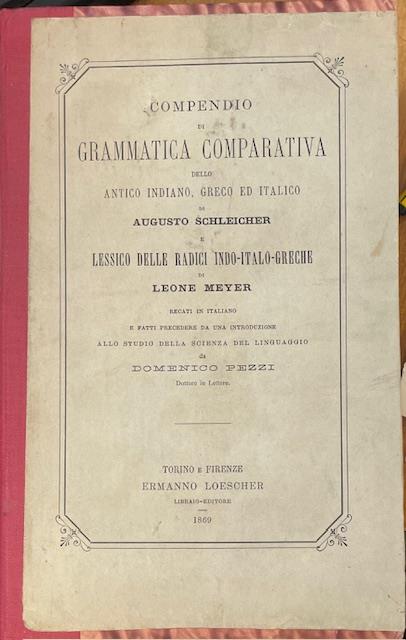 COMPENDIO
DI
GRAMMATICA COMPARATIVA
DELLO
ANTICO INDIANO, GRECO ED ITALICO
DI
AUGUSTO SCHLEICHER
E
LESSICO DELLE RADICI INDO-ITALO-GRECHE
DI
LEONE MEYER
RECATI IN ITALIANO
E FATTI PRECEDERE DA UNA INTRODUZIONE
ALLO STUDIO DELLA SCIENZA DEL LINGUAGGIO
da
DOMENICO PEZZI
Dottore in Lettere.
TORINO E FIRENZE
ERMANNO LOESCHER
LIBRAIO-EDITORE
1869